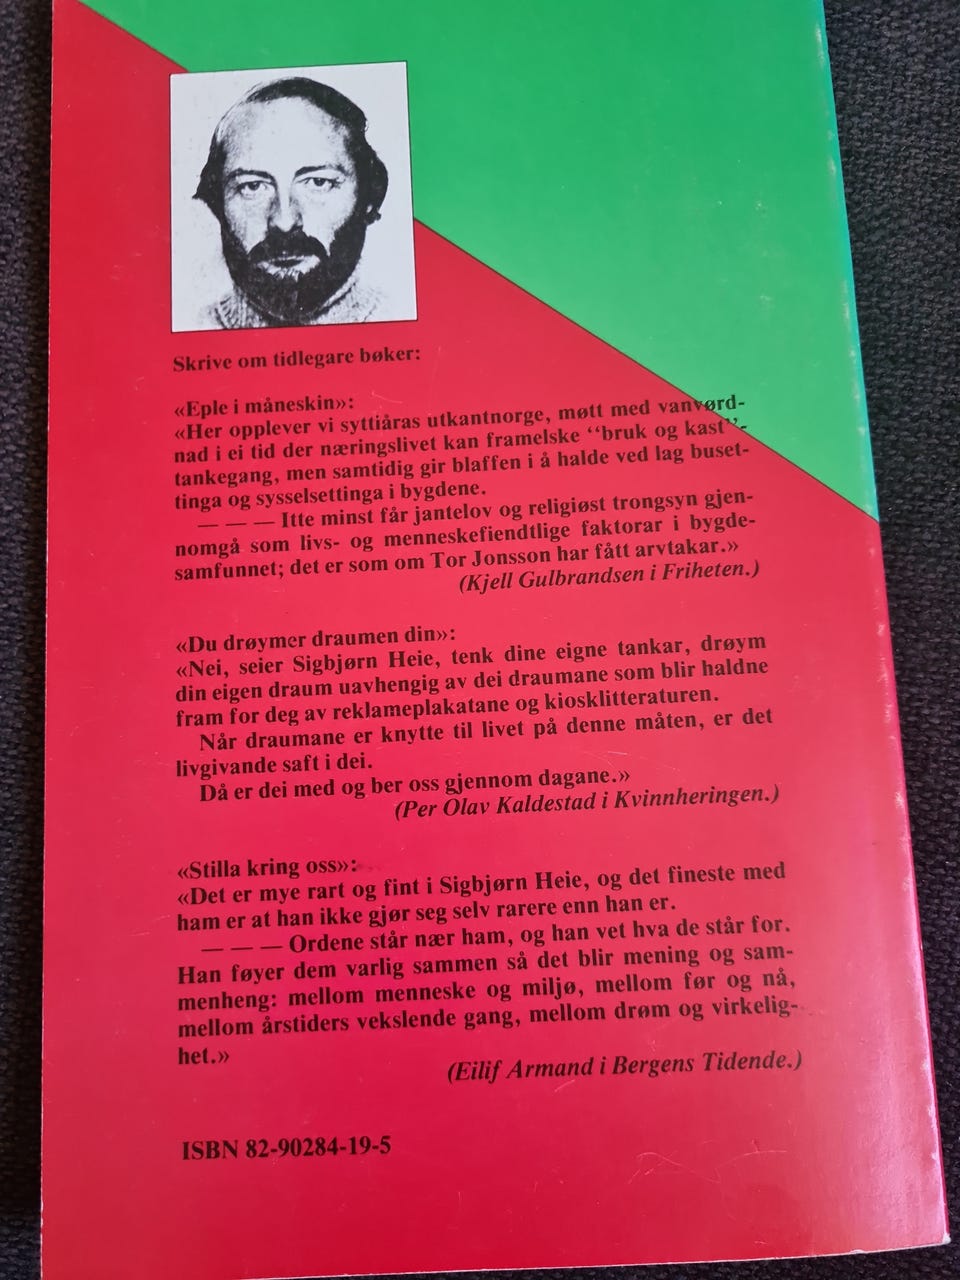 Skrive om tidlegare bøker:
«Eple i måneskin»:
«Her opplever vi syttiåras utkantnorge, møtt med vanvørd-
nad i ei tid der næringslivet kan framelske “bruk og kast”-
tankegang, men samtidig gir blaffen i å halde ved lag buset-
tinga og sysselsettinga i bygdene.
— — — Itte minst får jantelov og religiøst trongsyn gjen-
nomgå som livs- og menneskefiendtlige faktorar i bygde-
samfunnet; det er som om Tor Jonsson har fått arvtakar.»
(Kjell Gulbrandsen i Friheten.)
«Du drøymer draumen din»:
«Nei, seier Sigbjørn Heie, tenk dine eigne tankar, drøym
din eigen draum uavhengig av dei draumane som blir haldne
fram for deg av reklameplakatane og kiosklitteraturen.
Når draumane er knytte til livet på denne måten, er det
livgivande saft i dei.
Då er dei med og ber oss gjennom dagane.»
(Per Olav Kaldestad i Kvinnheringen.)
«Stilla kring oss»:
«Det er mye rart og fint i Sigbjørn Heie, og det fineste med
ham er at han ikke gjør seg selv rarere enn han er.
— — — Ordene står nær ham, og han vet hva de står for.
Han føyer dem varlig sammen så det blir mening og sam-
menheng: mellom menneske og miljø, mellom før og nå,
mellom årstiders vekslende gang, mellom drøm og virkelig-
het.»
(Eilif Armand i Bergens Tidende.)
ISBN 82-90284-19-5